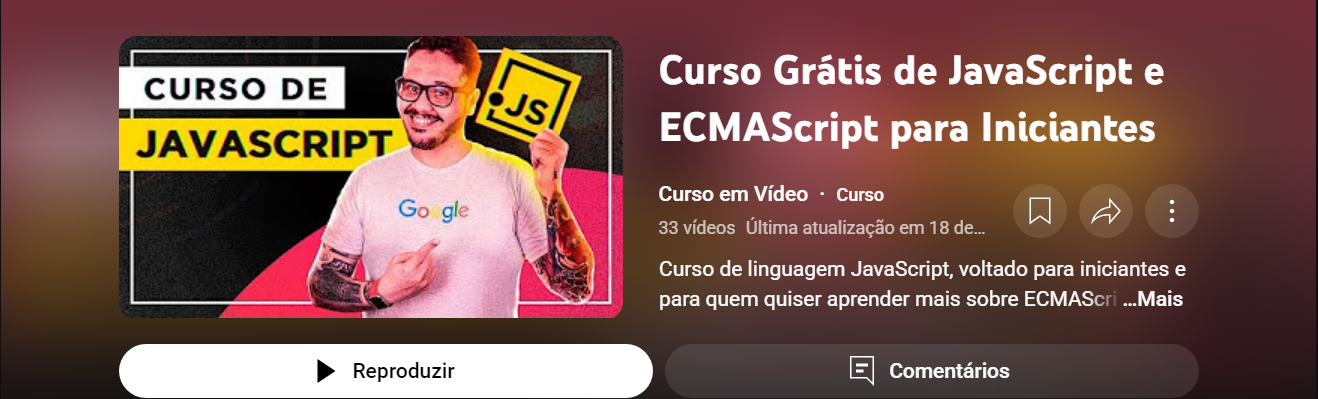 CURSO DE
JAVASCRIPT
JS
Google
Curso Grátis de JavaScript e
ECMAScript para Iniciantes
Curso em Vídeo · Curso
33 vídeos Última atualização em 18 de...
Curso de linguagem JavaScript, voltado para iniciantes e
para quem quiser aprender mais sobre ECMAScri ...Mais
Reproduzir
Comentários